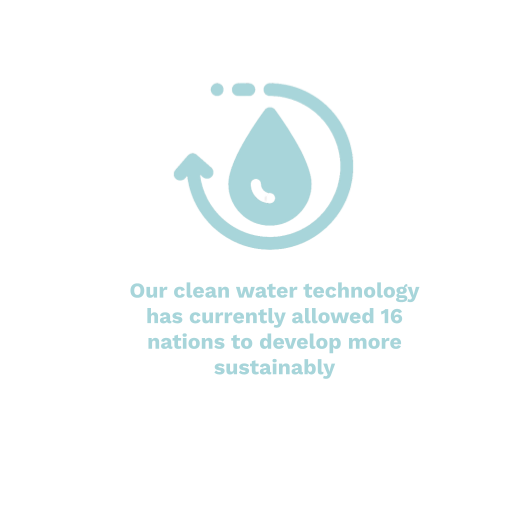 Our clean water technology
has currently allowed 16
nations to develop more
sustainably